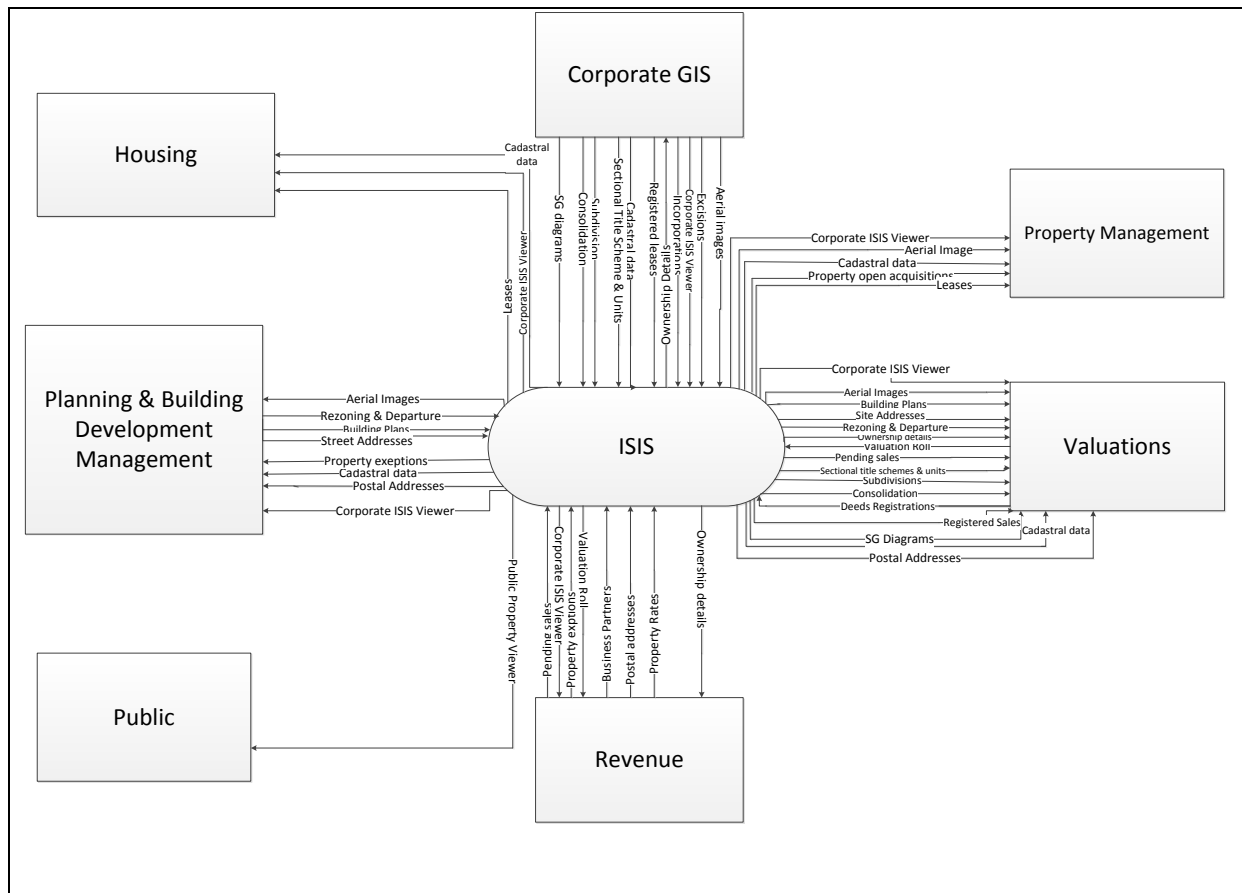 Corporate GIS
Housing
Cadastral
data
SG diagrams
Consolidation
Subdivision
Sectional Title Scheme & Units
Cadastral data
Registered leases
Ownership Details
Incorporations
Corporate ISIS Viewer
Excisions
Aerial images
Leases
Corporate ISIS Viewer
Property Management
Corporate ISIS Viewer
Aerial Image
Cadastral data
Property open acquisitions
Leases
Planning & Building
Development
Management
Aerial Images
Rezoning & Departure
Building Plans
Street Addresses
Property exeptions
Cadastral data
Postal Addresses
Corporate ISIS Viewer
ISIS
Valuations
Corporate ISIS Viewer
Aerial Images
Building Plans
Site Addresses
Rezoning & Departure
Ownership details
Valuation Roll
Pending sales
Sectional title schemes & units
Subdivisions
Consolidation
Deeds Registrations
Registered Sales
Cadastral data
SG Diagrams
Postal Addresses
Public Property Viewer
Pending sales
Corporate ISIS Viewer
Property exptions
Valuation Roll
Business Partners
Postal addresses
Property Rates
Ownership details
Public
Revenue